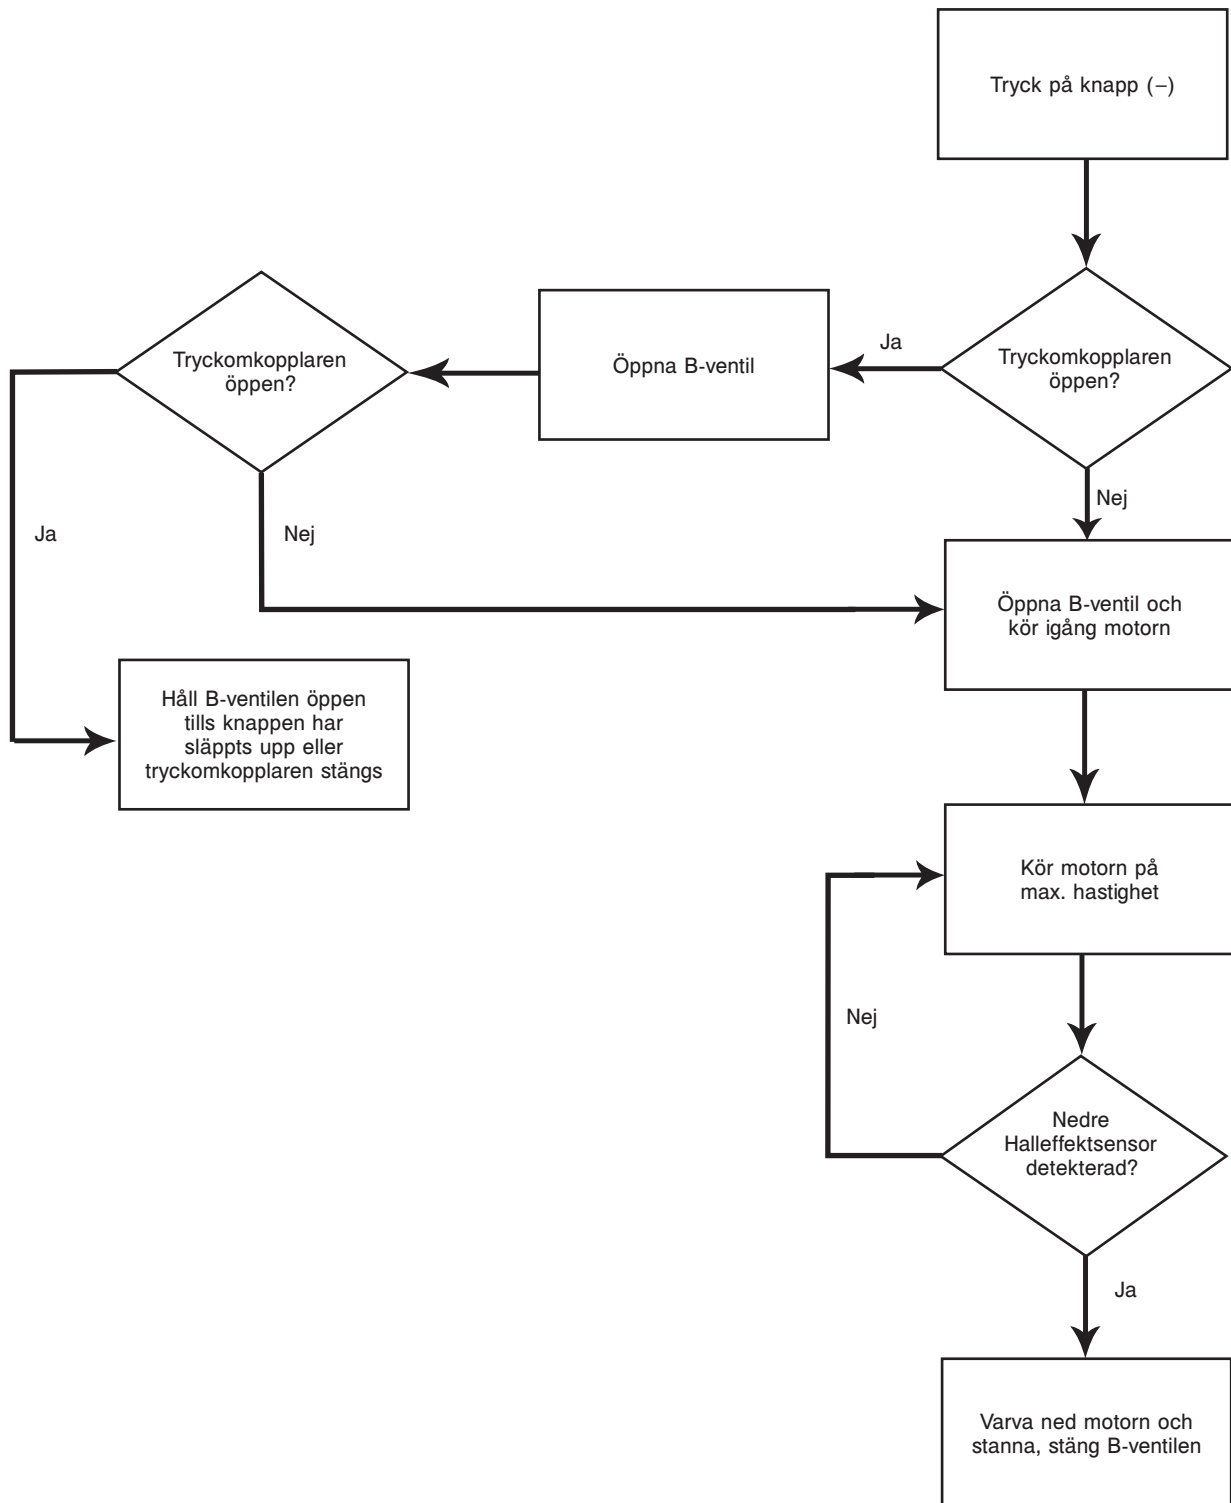 Tryck på knapp (−)
Tryckomkopplaren
öppen?
Ja
Öppna B-ventil
Tryckomkopplaren
öppen?
Nej
Ja
Nej
Öppna B-ventil och
kör igång motorn
Håll B-ventilen öppen
tills knappen har
släppts upp eller
tryckomkopplaren stängs
Kör motorn på
max. hastighet
Nej
Nedre
Halleffektsensor
detekterad?
Ja
Varva ned motorn och
stanna, stäng B-ventilen